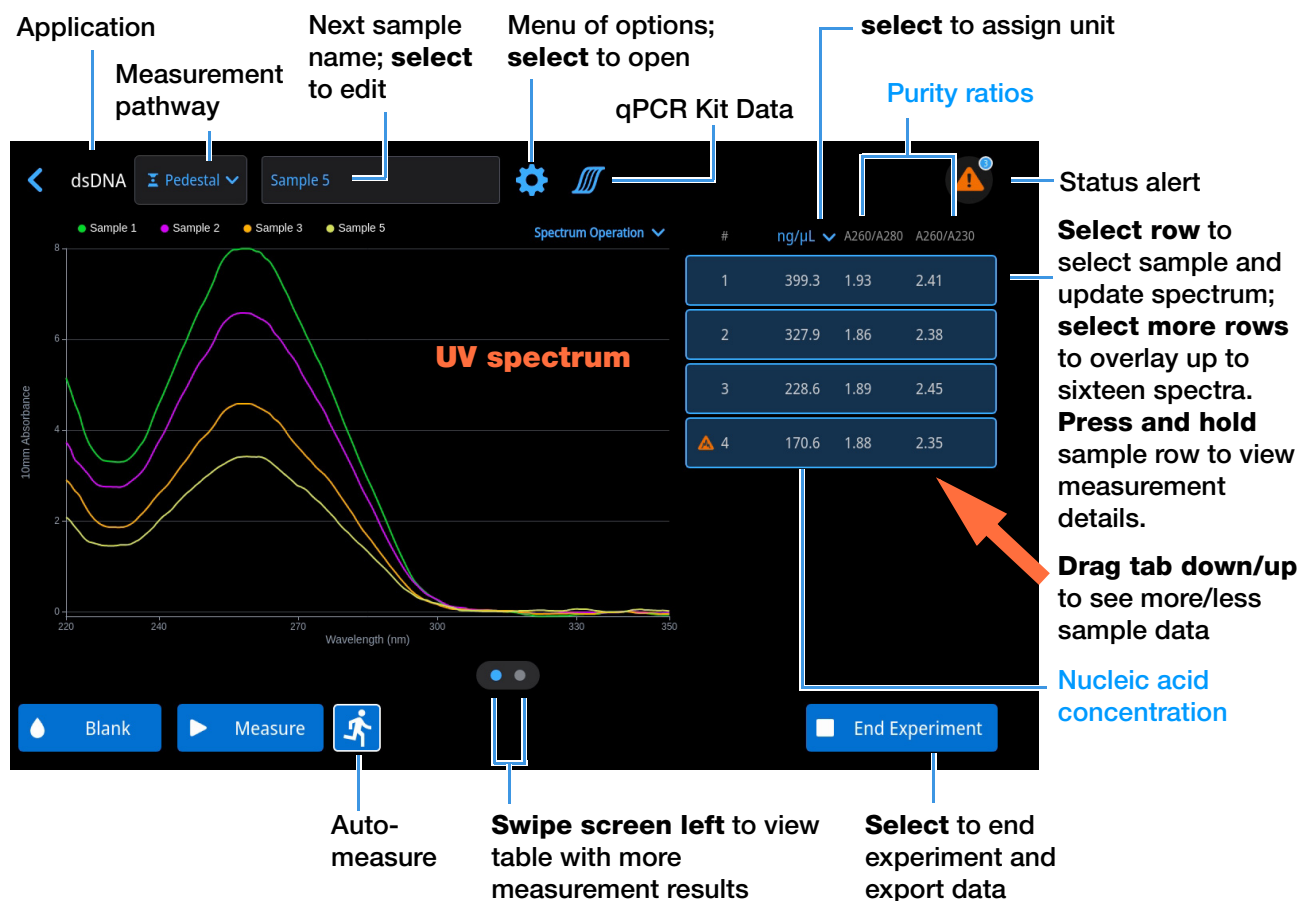 Application
Measurement
pathway
Next sample
name; select
to edit
Menu of options;
select to open
qPCR Kit Data
select to assign unit
Purity ratios
Status alert
dsDNA
Pedestal
Sample 5
3
Sample 1
Sample 2
Sample 3
Sample 5
Spectrum Operation
# ng/µL A260/A280 A260/A230
1 399.3 1.93 2.41
2 327.9 1.86 2.38
3 228.6 1.89 2.45
4 170.6 1.88 2.35
UV spectrum
10mm Absorbance
8
6
4
2
0
220 240 270 300 330 350
Wavelength (nm)
Select row to
select sample and
update spectrum;
select more rows
to overlay up to
sixteen spectra.
Press and hold
sample row to view
measurement
details.
Drag tab down/up
to see more/less
sample data
Nucleic acid
concentration
Blank
Measure
End Experiment
Auto-
measure
Swipe screen left to view
table with more
measurement results
Select to end
experiment and
export data